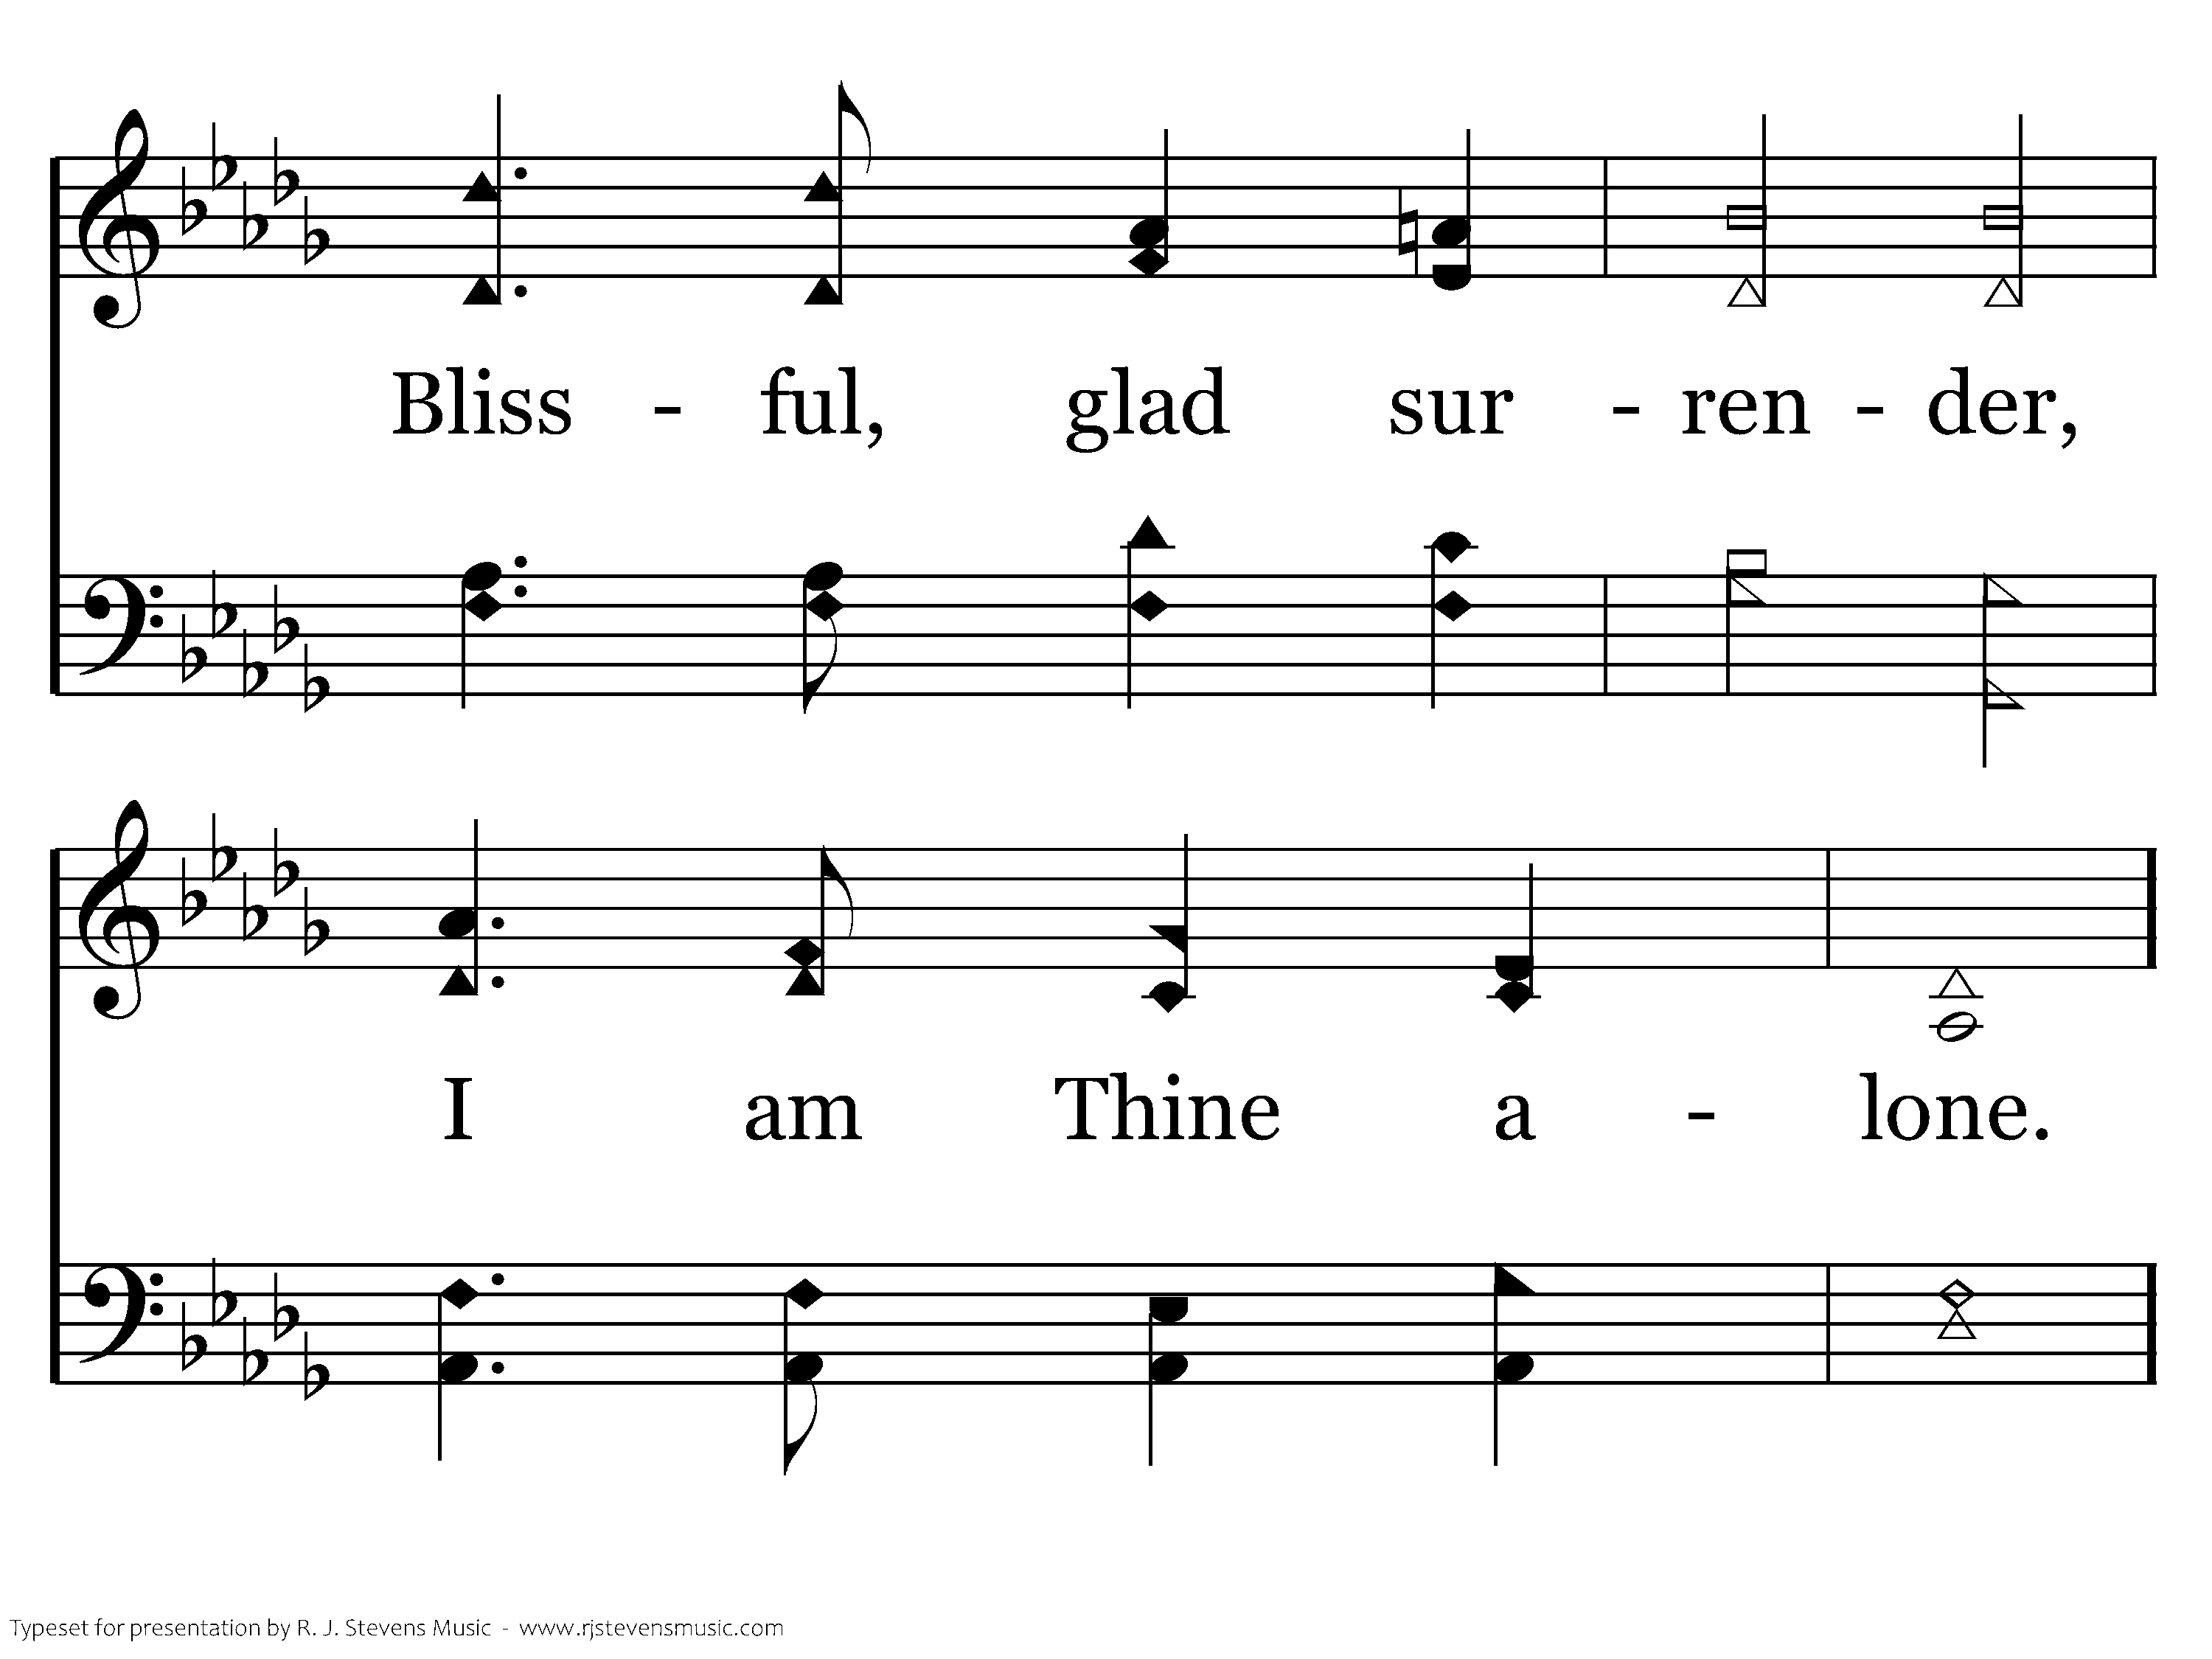 Bliss - ful, glad sur - ren - der,
I am Thine a - lone.
Typeset for presentation by R. J. Stevens Music - www.rjstevensmusic.com